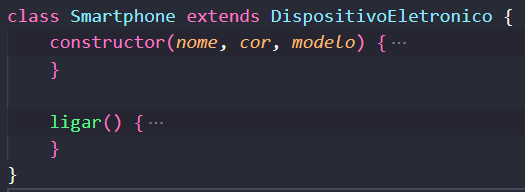 class Smartphone extends DispositivoEletronico {
    constructor(nome, cor, modelo) {···
    }

    ligar() {···
    }
}